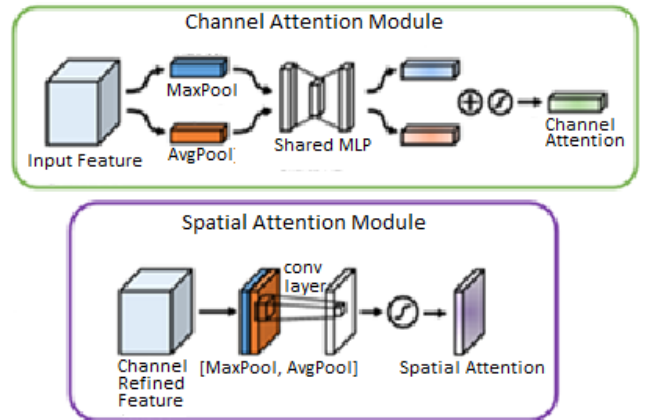 Channel Attention Module
MaxPool
Input Feature
AvgPool]
Shared MLP
Channel
Attention
Spatial Attention Module
conv
layer
Channel
Refined
Feature
[MaxPool, AvgPool]
Spatial Attention